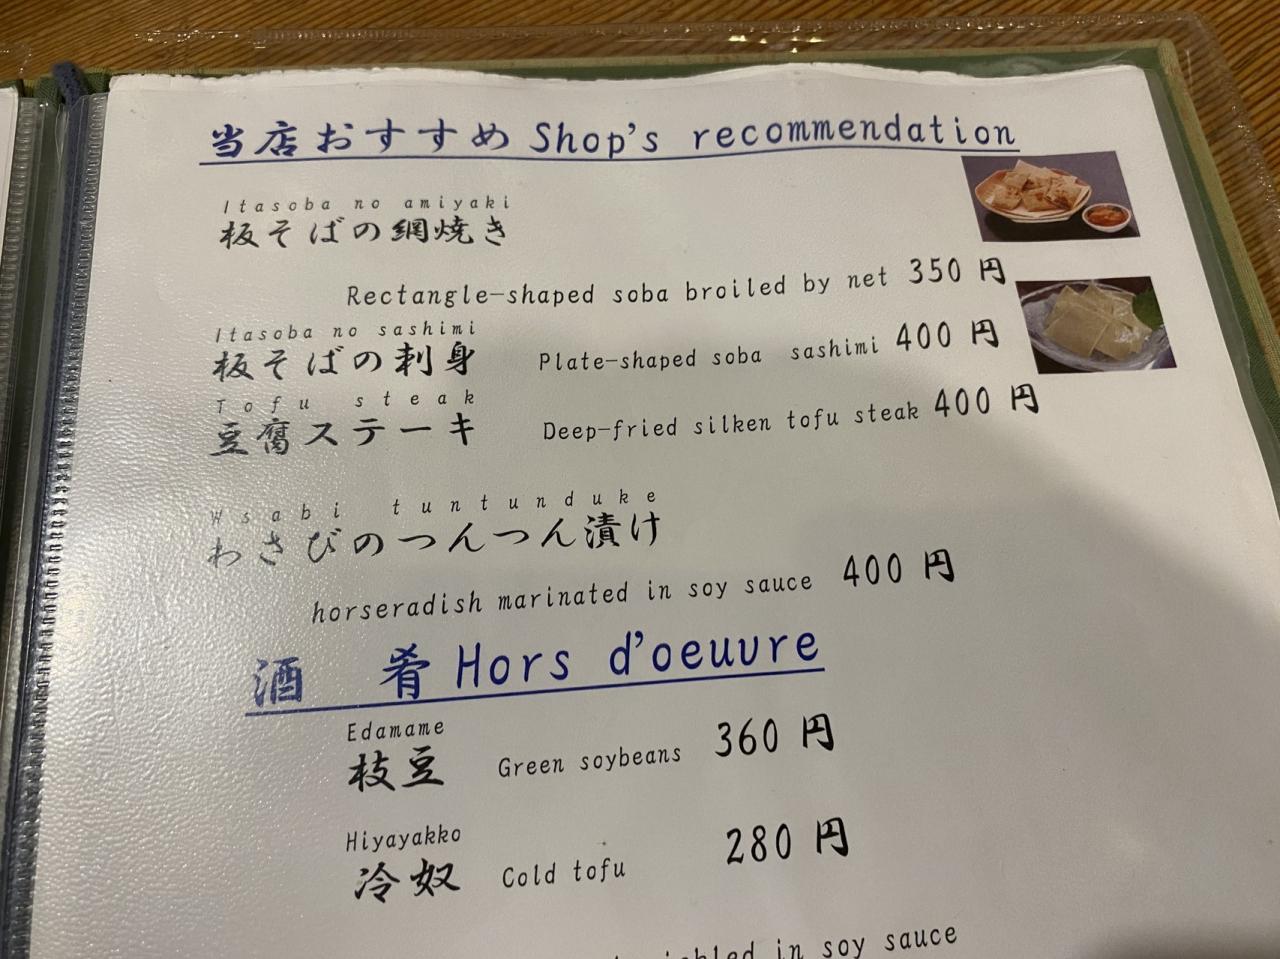 当店おすすめ Shop's recommendation
Itasoba no amiyaki
板そばの網焼き
Rectangle-shaped soba broiled by net 350 円
Itasoba no sashimi
板そばの刺身 Plate-shaped soba sashimi 400 円
Tofu steak
豆腐ステーキ Deep-fried silken tofu steak 400 円
Wsabi tuntunduke
わさびのつんつん漬け
horseradish marinated in soy sauce 400 円
酒 肴 Hors d'oeuvre
Edamame
枝豆 Green soybeans 360 円
Hiyayakko
冷奴 Cold tofu 280 円
in soy sauce